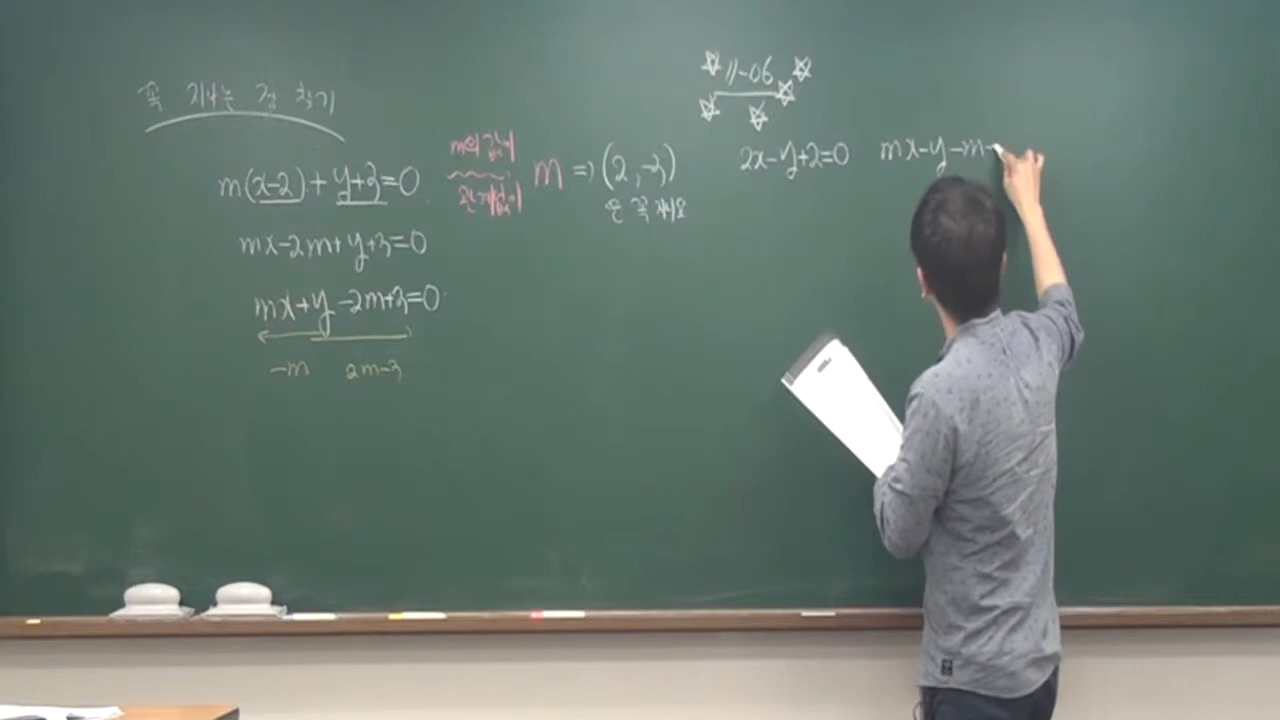 꼭 지나는 점 찾기
m(x-2)+y+3=0
mx-2m+y+3=0
mx+y-2m+3=0
-m 2m-3
m의 값에
관계없이
m ⇒ (2,-3)
은 꼭 지나요
11-06
2x-y+2=0 mx-y-m-